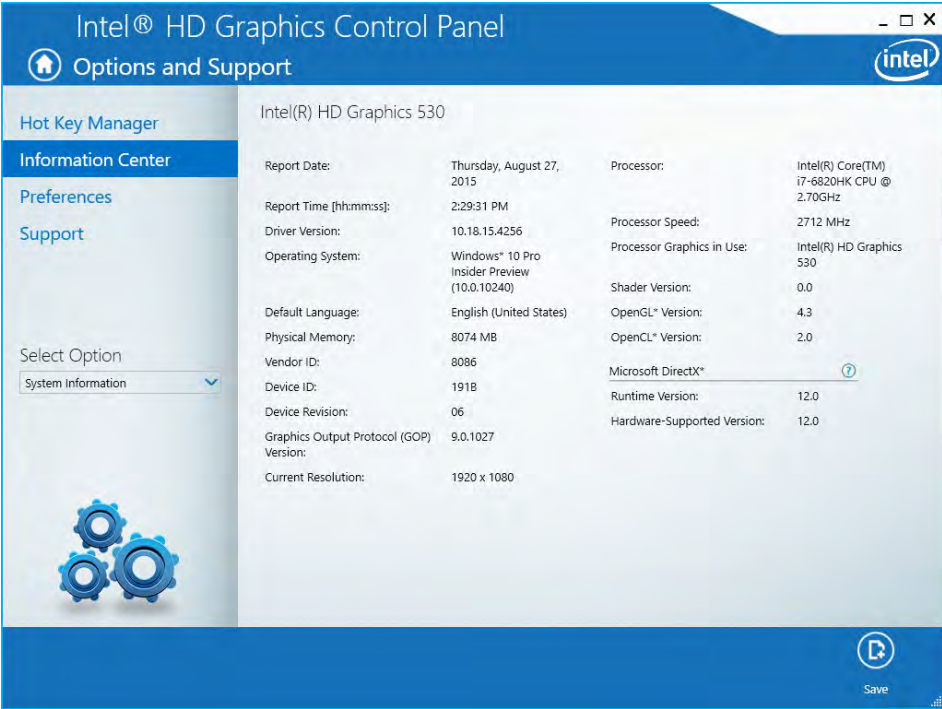 Intel® HD Graphics Control Panel
Options and Support
intel
Hot Key Manager
Information Center
Preferences
Support
Select Option
System Information
Intel(R) HD Graphics 530
Report Date:
Thursday, August 27,
2015
Report Time [hh:mm:ss]:
2:29:31 PM
Driver Version:
10.18.15.4256
Operating System:
Windows* 10 Pro
Insider Preview
(10.0.10240)
Default Language:
English (United States)
Physical Memory:
8074 MB
Vendor ID:
8086
Device ID:
191B
Device Revision:
06
Graphics Output Protocol (GOP)
Version:
9.0.1027
Current Resolution:
1920 x 1080
Processor:
Intel(R) Core(TM)
i7-6820HK CPU @
2.70GHz
Processor Speed:
2712 MHz
Processor Graphics in Use:
Intel(R) HD Graphics
530
Shader Version:
0.0
OpenGL* Version:
4.3
OpenCL* Version:
2.0
Microsoft DirectX*
?
Runtime Version:
12.0
Hardware-Supported Version:
12.0
Save